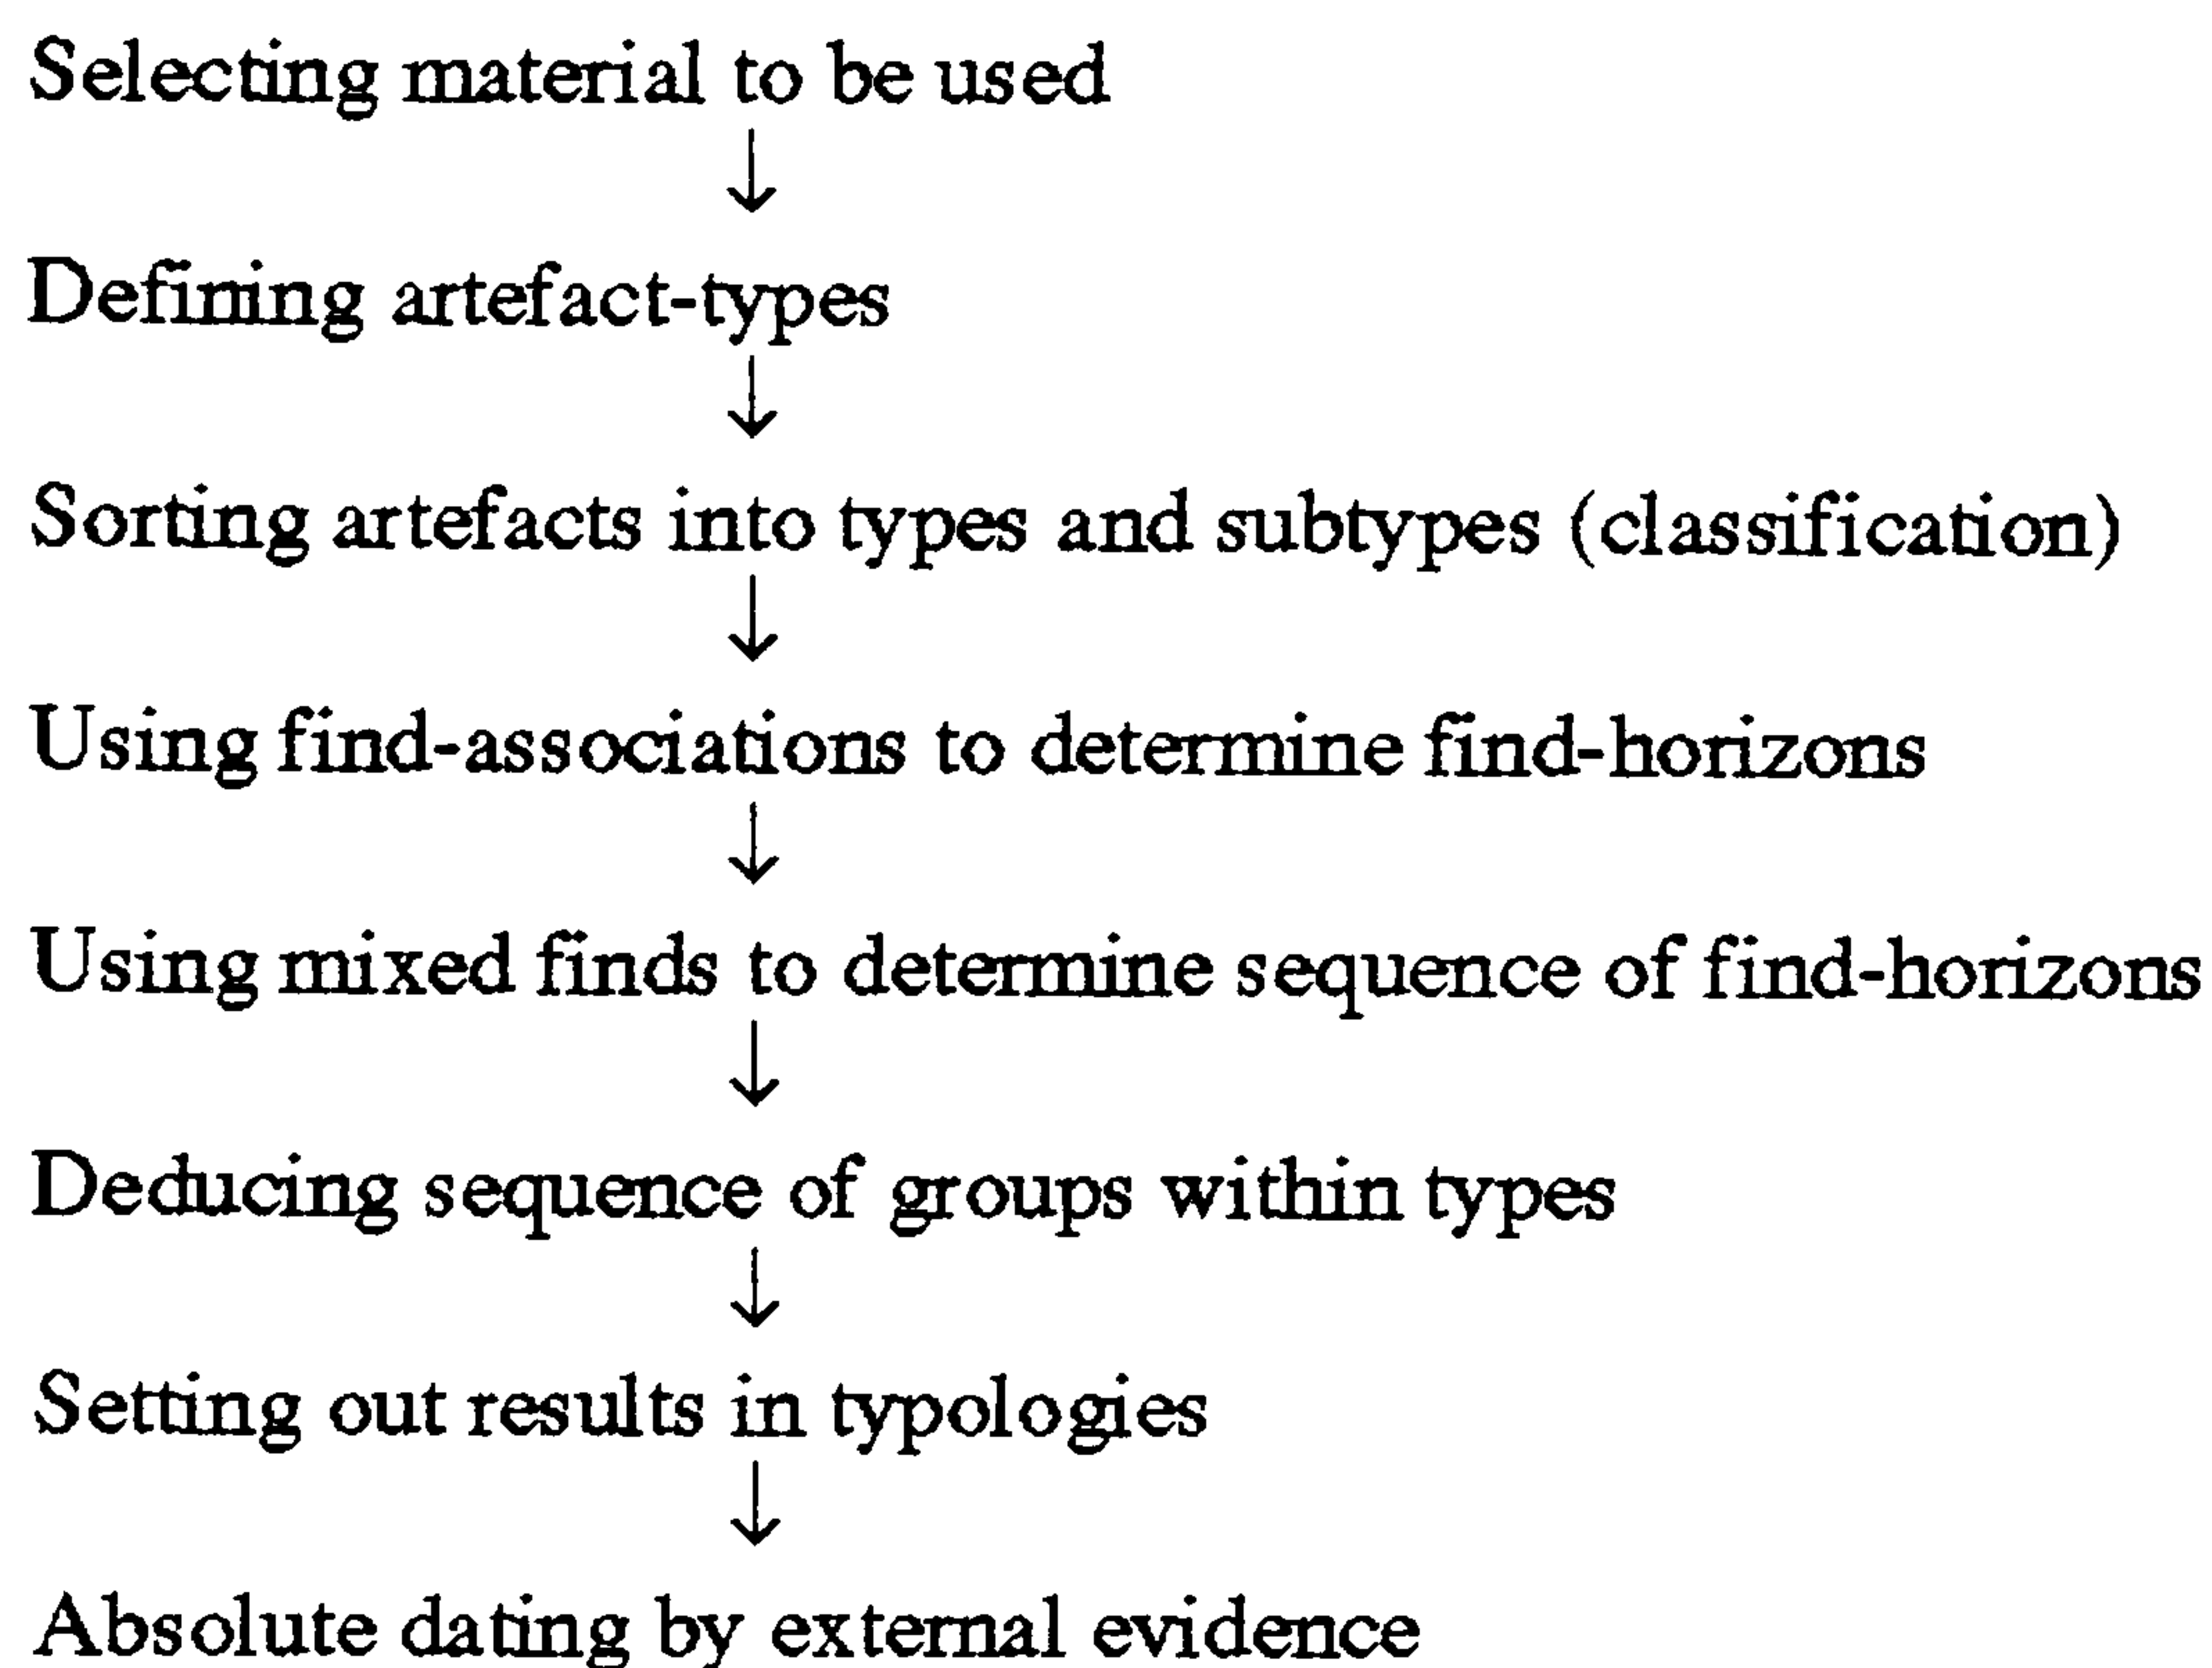 Selecting material to be used
Defining artefact-types
Sorting artefacts into types and subtypes (classification)
Using find-associations to determine find-horizons
Using mixed finds to determine sequence of find-horizons
Deducing sequence of groups within types
Setting out results in typologies
Absolute dating by external evidence